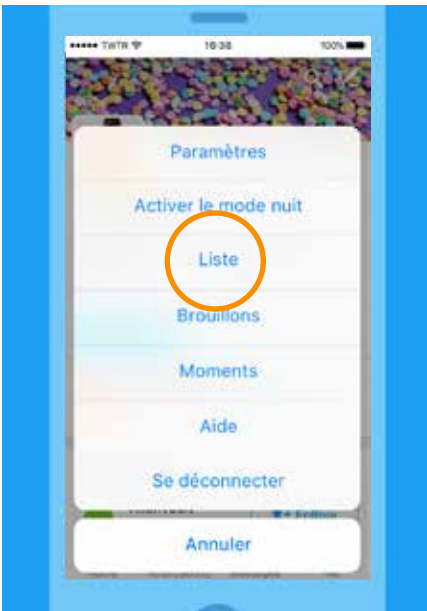 TWTR 16:38 100%
Paramètres
Activer le mode nuit
Liste
Brouillons
Moments
Aide
Se déconnecter
Annuler